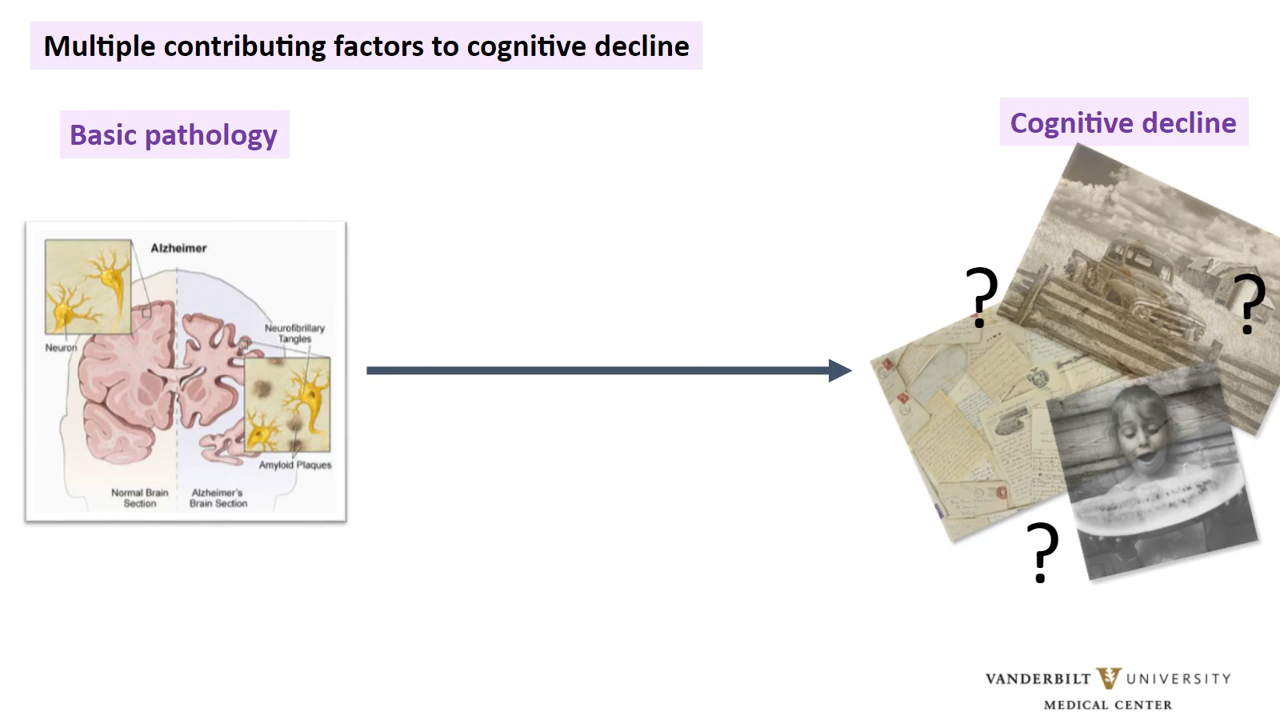 Multiple contributing factors to cognitive decline
Basic pathology
Cognitive decline
Alzheimer
Neuron
Neurofibrillary
Tangles
Amyloid Plaques
Normal Brain
Section
Alzheimer's
Brain Section
?
?
?
VANDERBILT UNIVERSITY
MEDICAL CENTER